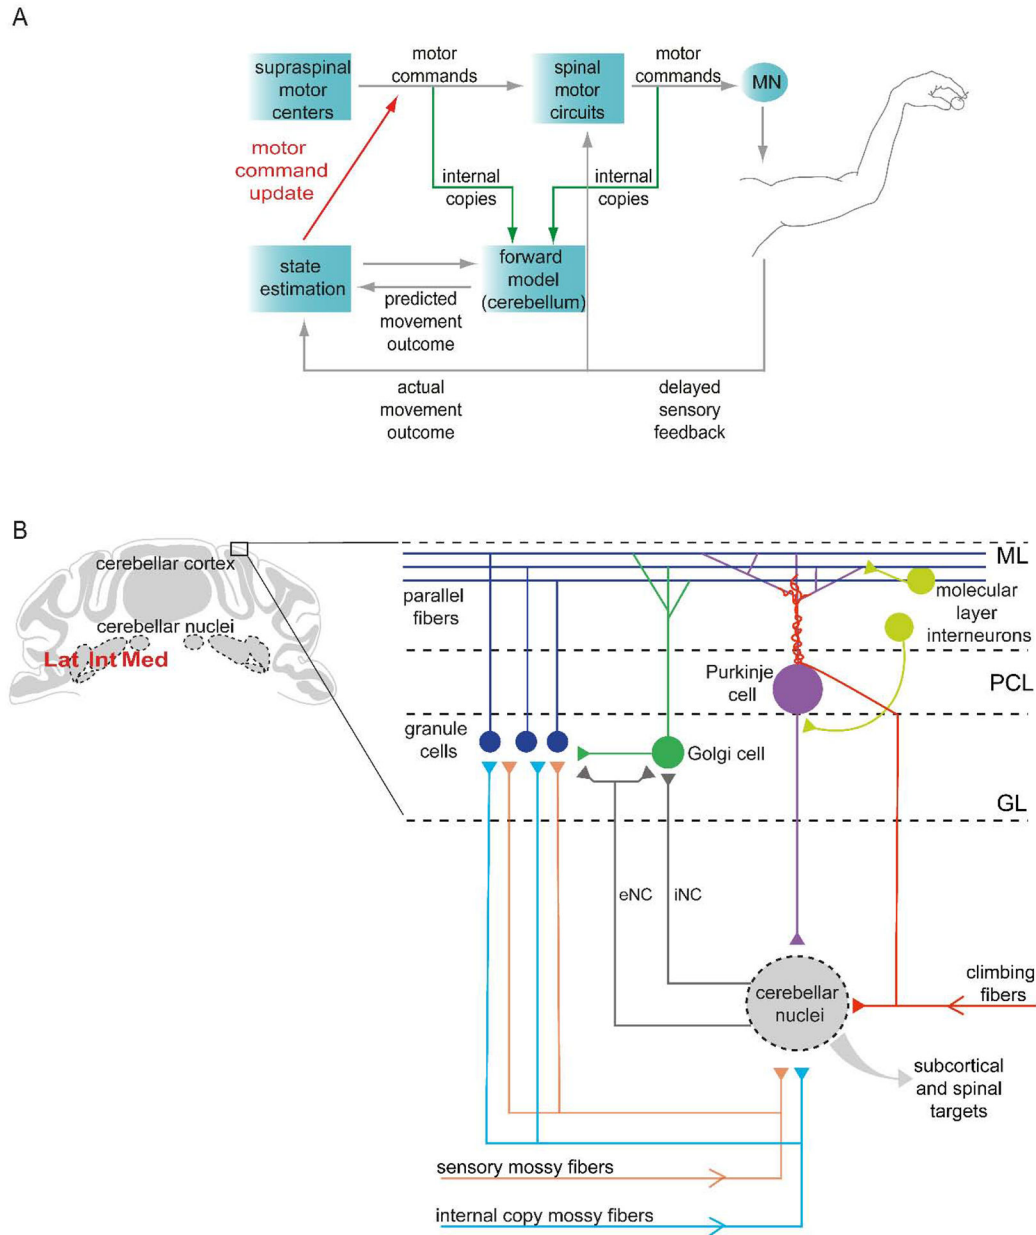 A
supraspinal
motor
centers
motor
commands
spinal
motor
circuits
motor
commands
MN
motor
command
update
internal
copies
internal
copies
state
estimation
forward
model
(cerebellum)
predicted
movement
outcome
actual
movement
outcome
delayed
sensory
feedback
B
cerebellar cortex
cerebellar nuclei
Lat Int Med
parallel
fibers
ML
molecular
layer
interneurons
Purkinje
cell
PCL
granule
cells
Golgi cell
GL
eNC
iNC
cerebellar
nuclei
climbing
fibers
subcortical
and spinal
targets
sensory mossy fibers
internal copy mossy fibers